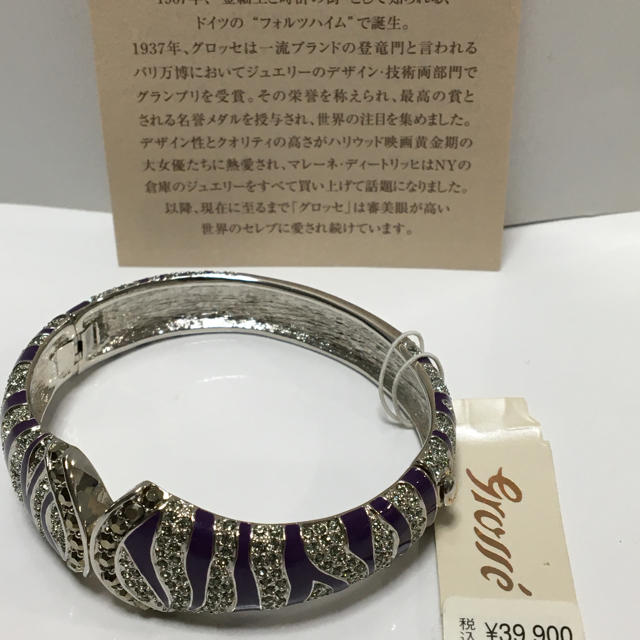 ドイツの“フォルツハイム”で誕生。
1937年、グロッセは一流ブランドの登竜門と言われる
パリ万博においてジュエリーのデザイン・技術両部門で
グランプリを受賞。その栄誉を称えられ、最高の賞と
される名誉メダルを授与され、世界の注目を集めました。
デザイン性とクオリティの高さがハリウッド映画黄金期の
大女優たちに熱愛され、マレーネ・ディートリッヒはNYの
倉庫のジュエリーをすべて買い上げて話題になりました。
以降、現在に至るまで「グロッセ」は審美眼が高い
世界のセレブに愛され続けています。
Grossé
税込 ¥39,900